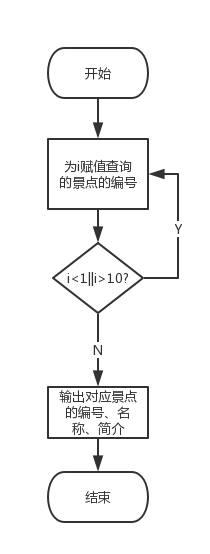 开始
为i赋值查询
的景点的编号
i<1||i>10?
Y
N
输出对应景点
的编号、名
称、简介
结束